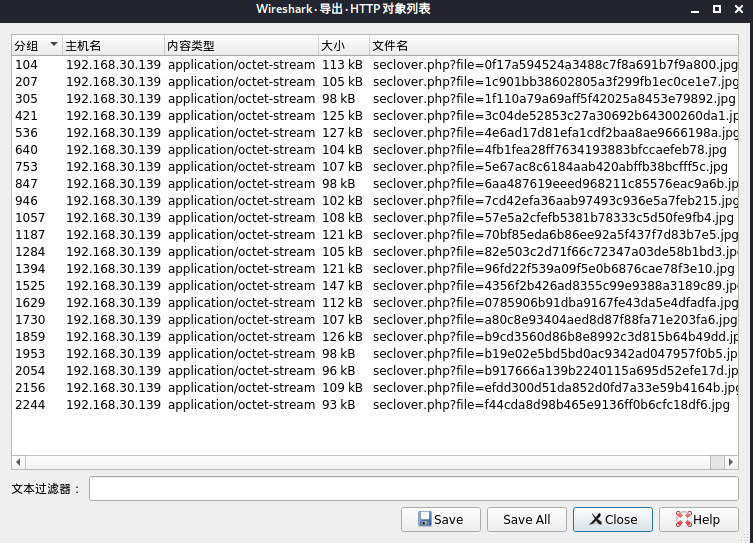 Wireshark · 导出 · HTTP 对象列表
分组 主机名 内容类型 大小 文件名
104 192.168.30.139 application/octet-stream 113 kB seclover.php?file=0f17a594524a3488c7f8a691b7f9a800.jpg
207 192.168.30.139 application/octet-stream 105 kB seclover.php?file=1c901bb38602805a3f299fb1ec0ce1e7.jpg
305 192.168.30.139 application/octet-stream 98 kB seclover.php?file=1f110a79a69aff5f42025a8453e79892.jpg
421 192.168.30.139 application/octet-stream 125 kB seclover.php?file=3c04de52853c27a30692b64300260da1.jp
536 192.168.30.139 application/octet-stream 127 kB seclover.php?file=4e6ad17d81efa1cdf2baa8ae9666198a.jpg
640 192.168.30.139 application/octet-stream 104 kB seclover.php?file=4fb1fea28ff7634193883bfccaefeb78.jpg
753 192.168.30.139 application/octet-stream 107 kB seclover.php?file=5e67ac8c6184aab420abffb38bcfff5c.jpg
847 192.168.30.139 application/octet-stream 98 kB seclover.php?file=6aa487619eeed968211c85576eac9a6b.jp
946 192.168.30.139 application/octet-stream 102 kB seclover.php?file=7cd42efa36aab97493c936e5a7feb215.jpg
1057 192.168.30.139 application/octet-stream 108 kB seclover.php?file=57e5a2cfefb5381b78333c5d50fe9fb4.jpg
1187 192.168.30.139 application/octet-stream 121 kB seclover.php?file=70bf85eda6b86ee92a5f437f7d83b7e5.jpg
1284 192.168.30.139 application/octet-stream 105 kB seclover.php?file=82e503c2d71f66c72347a03de58b1bd3.jp
1394 192.168.30.139 application/octet-stream 121 kB seclover.php?file=96fd22f539a09f5e0b6876cae78f3e10.jpg
1525 192.168.30.139 application/octet-stream 147 kB seclover.php?file=4356f2b426ad8355c99e9388a3189c89.jp
1629 192.168.30.139 application/octet-stream 112 kB seclover.php?file=0785906b91dba9167fe43da5e4dfadfa.jpg
1730 192.168.30.139 application/octet-stream 107 kB seclover.php?file=a80c8e93404aed8d87f88fa71e203fa6.jpg
1859 192.168.30.139 application/octet-stream 126 kB seclover.php?file=b9cd3560d86b8e8992c3d815b64b49dd.jp
1953 192.168.30.139 application/octet-stream 98 kB seclover.php?file=b19e02e5bd5bd0ac9342ad047957f0b5.jp
2054 192.168.30.139 application/octet-stream 96 kB seclover.php?file=b917666a139b2240115a695d52efe17d.jp
2156 192.168.30.139 application/octet-stream 109 kB seclover.php?file=efdd300d51da852d0fd7a33e59b4164b.jp
2244 192.168.30.139 application/octet-stream 93 kB seclover.php?file=f44cda8d98b465e9136ff0b6cfc18df6.jpg
文本过滤器：
Save Save All Close Help